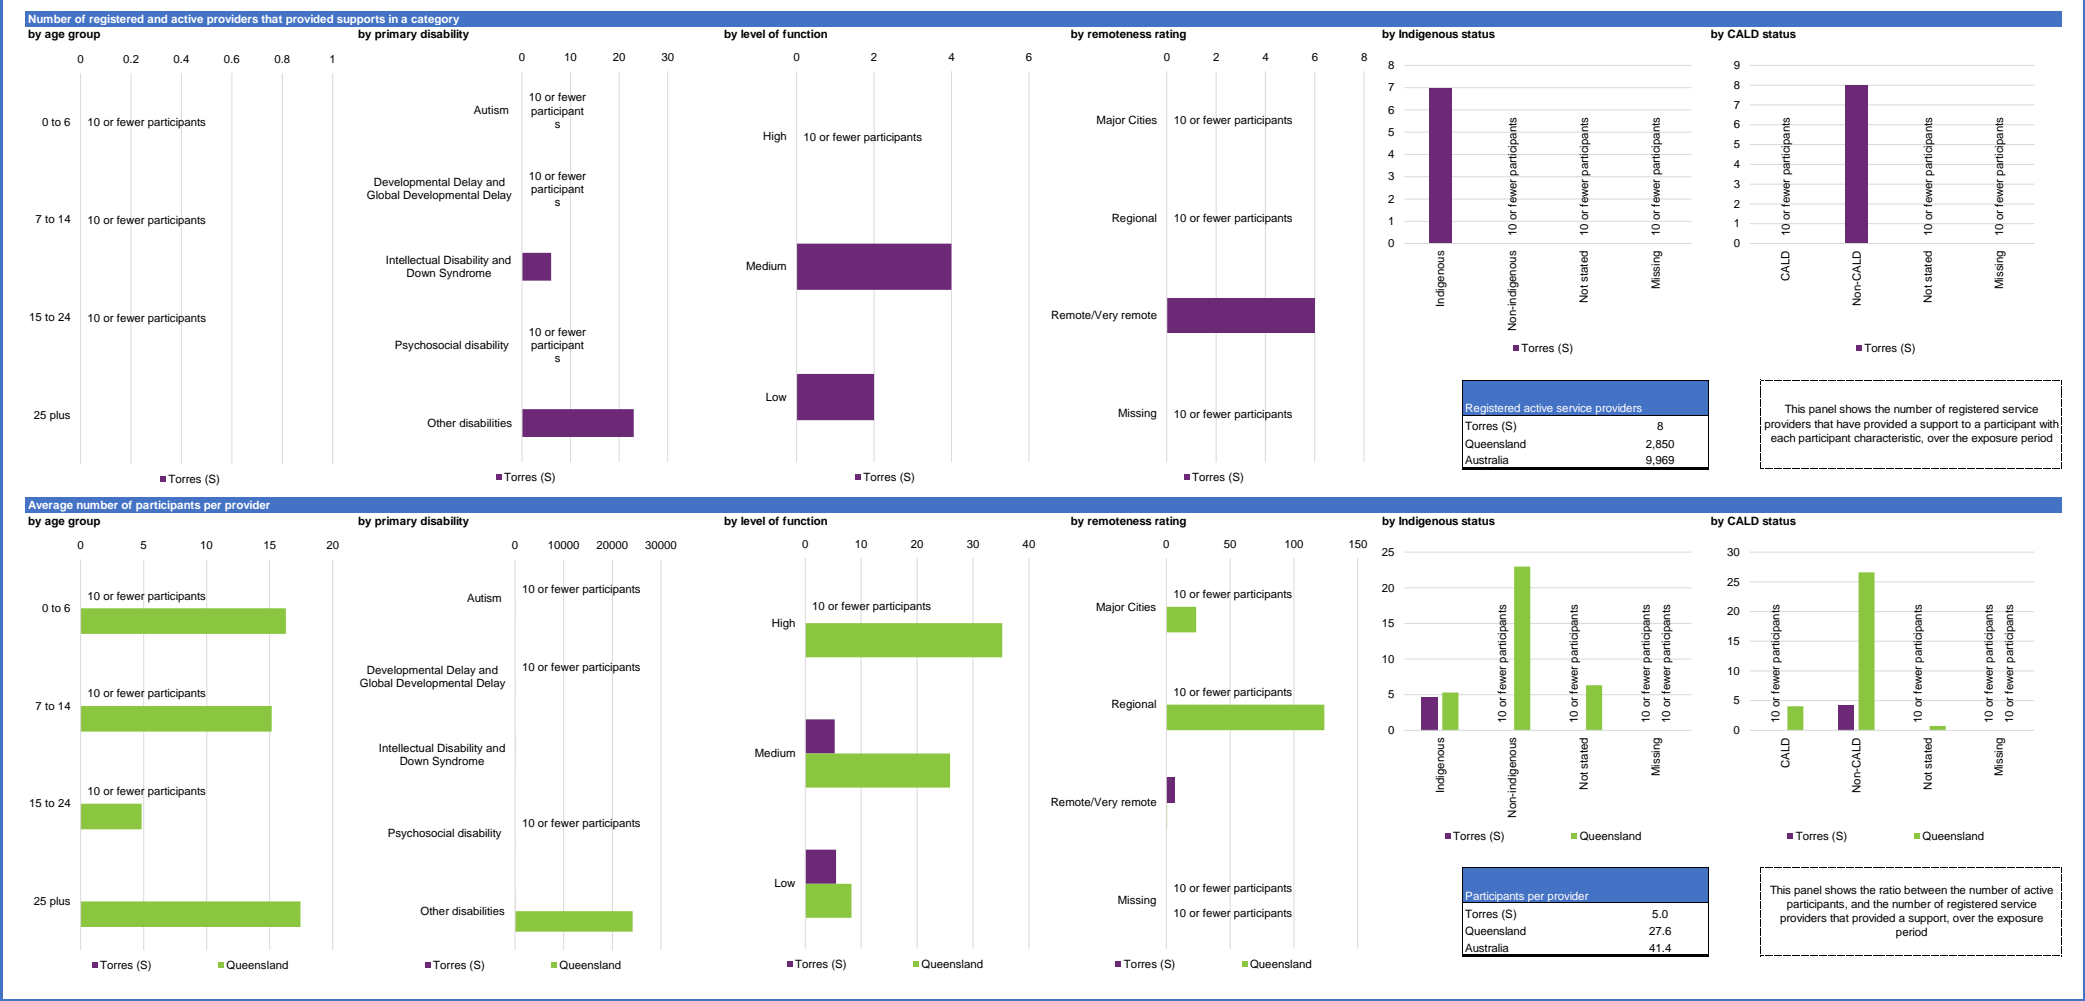 Number of registered and active providers that provided supports in a category
by age group
0 0.2 0.4 0.6 0.8 1
0 to 6 10 or fewer participants
7 to 14 10 or fewer participants
15 to 24 10 or fewer participants
25 plus
Torres (S)
by primary disability
0 10 20 30
Autism
10 or fewer
participant
s
Developmental Delay and
Global Developmental Delay
10 or fewer
participant
s
Intellectual Disability and
Down Syndrome
Psychosocial disability
10 or fewer
participant
s
Other disabilities
Torres (S)
by level of function
0 2 4 6
High 10 or fewer participants
Medium
Low
Torres (S)
by remoteness rating
0 2 4 6 8
Major Cities 10 or fewer participants
Regional 10 or fewer participants
Remote/Very remote
Missing 10 or fewer participants
Torres (S)
by Indigenous status
8
7
6
5
4
3
2
1
0
10 or fewer participants
10 or fewer participants
10 or fewer participants
Indigenous
Non-indigenous
Not stated
Missing
Torres (S)
by CALD status
9
8
7
6
5
4
3
2
1
0
10 or fewer participants
10 or fewer participants
10 or fewer participants
CALD
Non-CALD
Not stated
Missing
Torres (S)
Registered active service providers
Torres (S) 8
Queensland 2,850
Australia 9,969
This panel shows the number of registered service
providers that have provided a support to a participant with
each participant characteristic, over the exposure period
Average number of participants per provider
by age group
0 5 10 15 20
0 to 6 10 or fewer participants
7 to 14 10 or fewer participants
15 to 24 10 or fewer participants
25 plus
Torres (S) Queensland
by primary disability
0 10000 20000 30000
Autism 10 or fewer participants
Developmental Delay and
Global Developmental Delay
10 or fewer participants
Intellectual Disability and
Down Syndrome
Psychosocial disability 10 or fewer participants
Other disabilities
Torres (S) Queensland
by level of function
0 10 20 30 40
High 10 or fewer participants
Medium
Low
Torres (S) Queensland
by remoteness rating
0 50 100 150
Major Cities 10 or fewer participants
Regional 10 or fewer participants
Remote/Very remote
Missing 10 or fewer participants
10 or fewer participants
Torres (S) Queensland
by Indigenous status
25
20
15
10
5
0
10 or fewer participants
10 or fewer participants
10 or fewer participants
10 or fewer participants
Indigenous
Non-indigenous
Not stated
Missing
Torres (S) Queensland
by CALD status
30
25
20
15
10
5
0
10 or fewer participants
10 or fewer participants
10 or fewer participants
10 or fewer participants
CALD
Non-CALD
Not stated
Missing
Torres (S) Queensland
Participants per provider
Torres (S) 5.0
Queensland 27.6
Australia 41.4
This panel shows the ratio between the number of active
participants, and the number of registered service
providers that provided a support, over the exposure
period